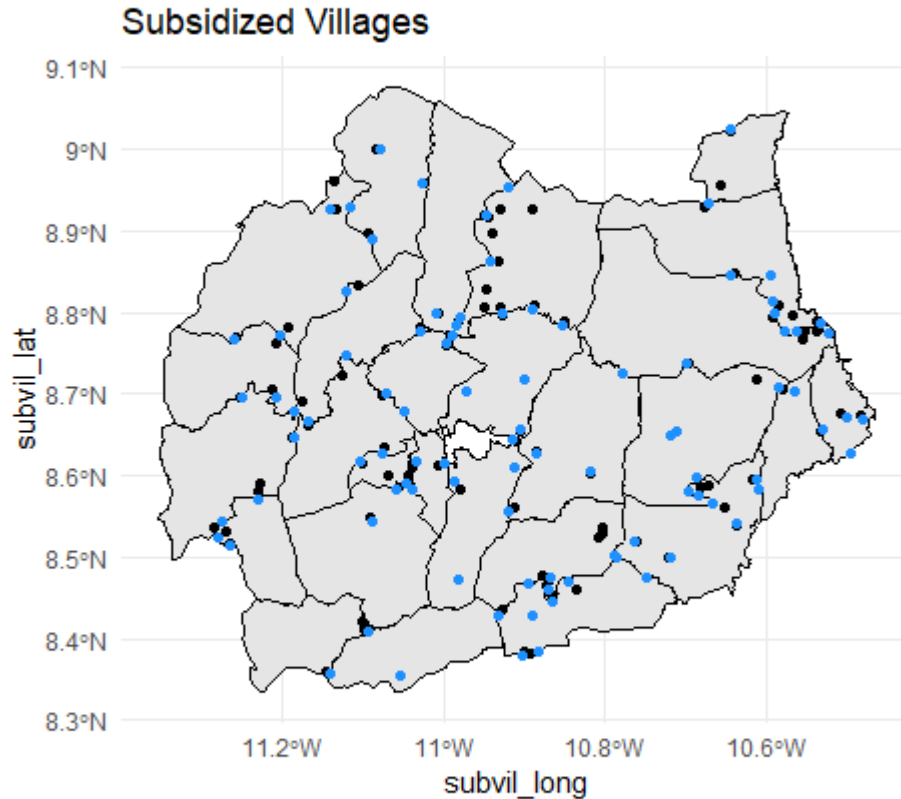 Subsidized Villages
9.1°N
9°N
8.9°N
8.8°N
8.7°N
8.6°N
8.5°N
8.4°N
8.3°N
subvil_lat
11.2°W 11°W 10.8°W 10.6°W
subvil_long